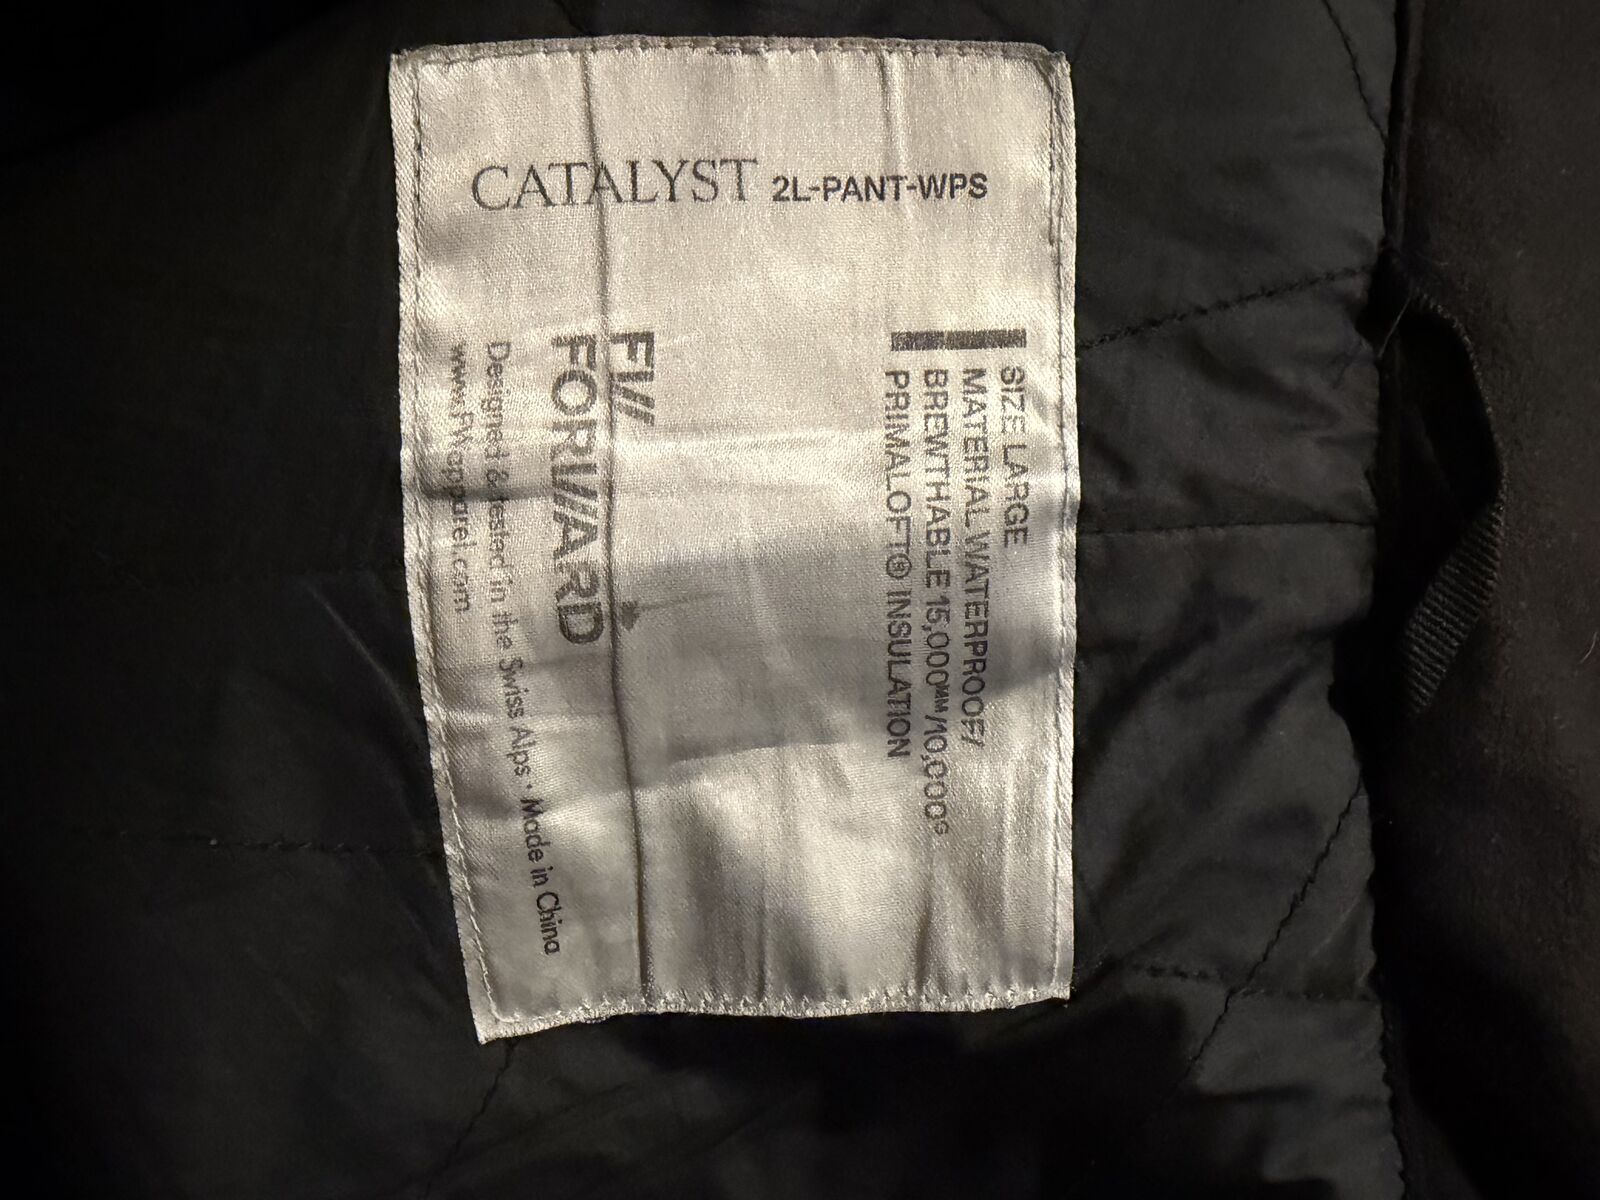 CATALYST 2L-PANT-WPS
SIZE LARGE
MATERIAL WATERPROOF/
BREWTHABLE 15,000MM/10,000G
PRIMALOFT® INSULATION
FW
FORWARD
Designed & tested in the Swiss Alps · Made in China
www.FWapparel.com